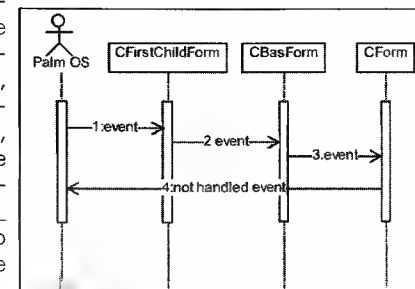 Palm OS
CFirstChildForm
CBasForm
CForm
1:event
2 event
3.event
4:not handled event